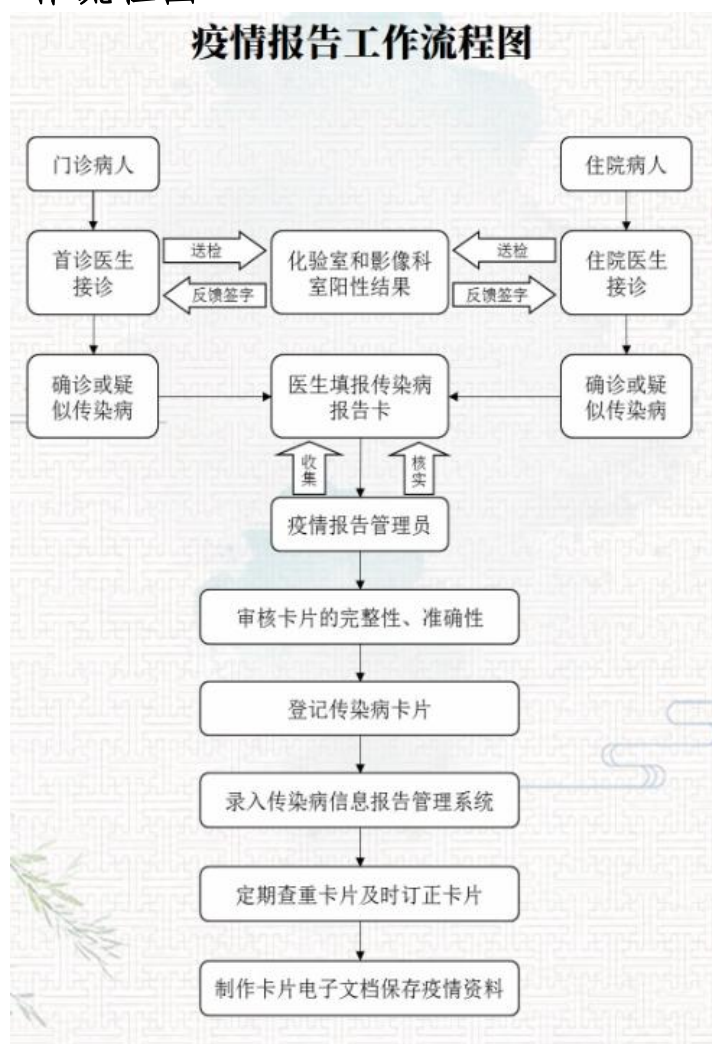 疫情报告工作流程图
门诊病人
住院病人
首诊医生
接诊
送检
反馈签字
化验室和影像科
室阳性结果
送检
反馈签字
住院医生
接诊
确诊或疑
似传染病
医生填报传染病
报告卡
确诊或疑
似传染病
收集
核实
疫情报告管理员
审核卡片的完整性、准确性
登记传染病卡片
录入传染病信息报告管理系统
定期查重卡片及时订正卡片
制作卡片电子文档保存疫情资料